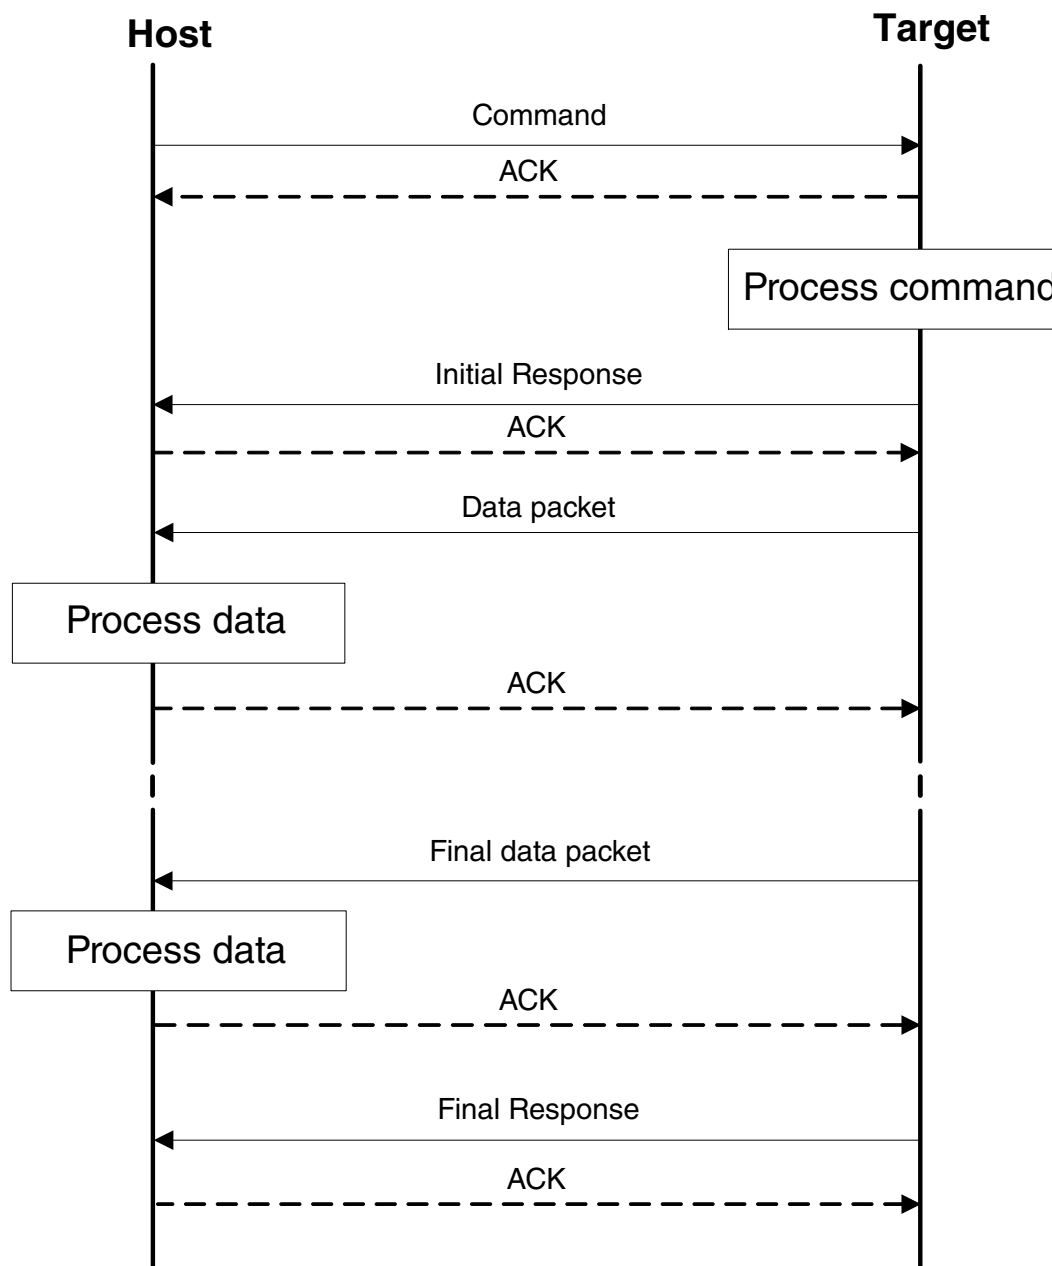 Host
Target
Command
ACK
Process command
Initial Response
ACK
Data packet
Process data
ACK
Final data packet
Process data
ACK
Final Response
ACK